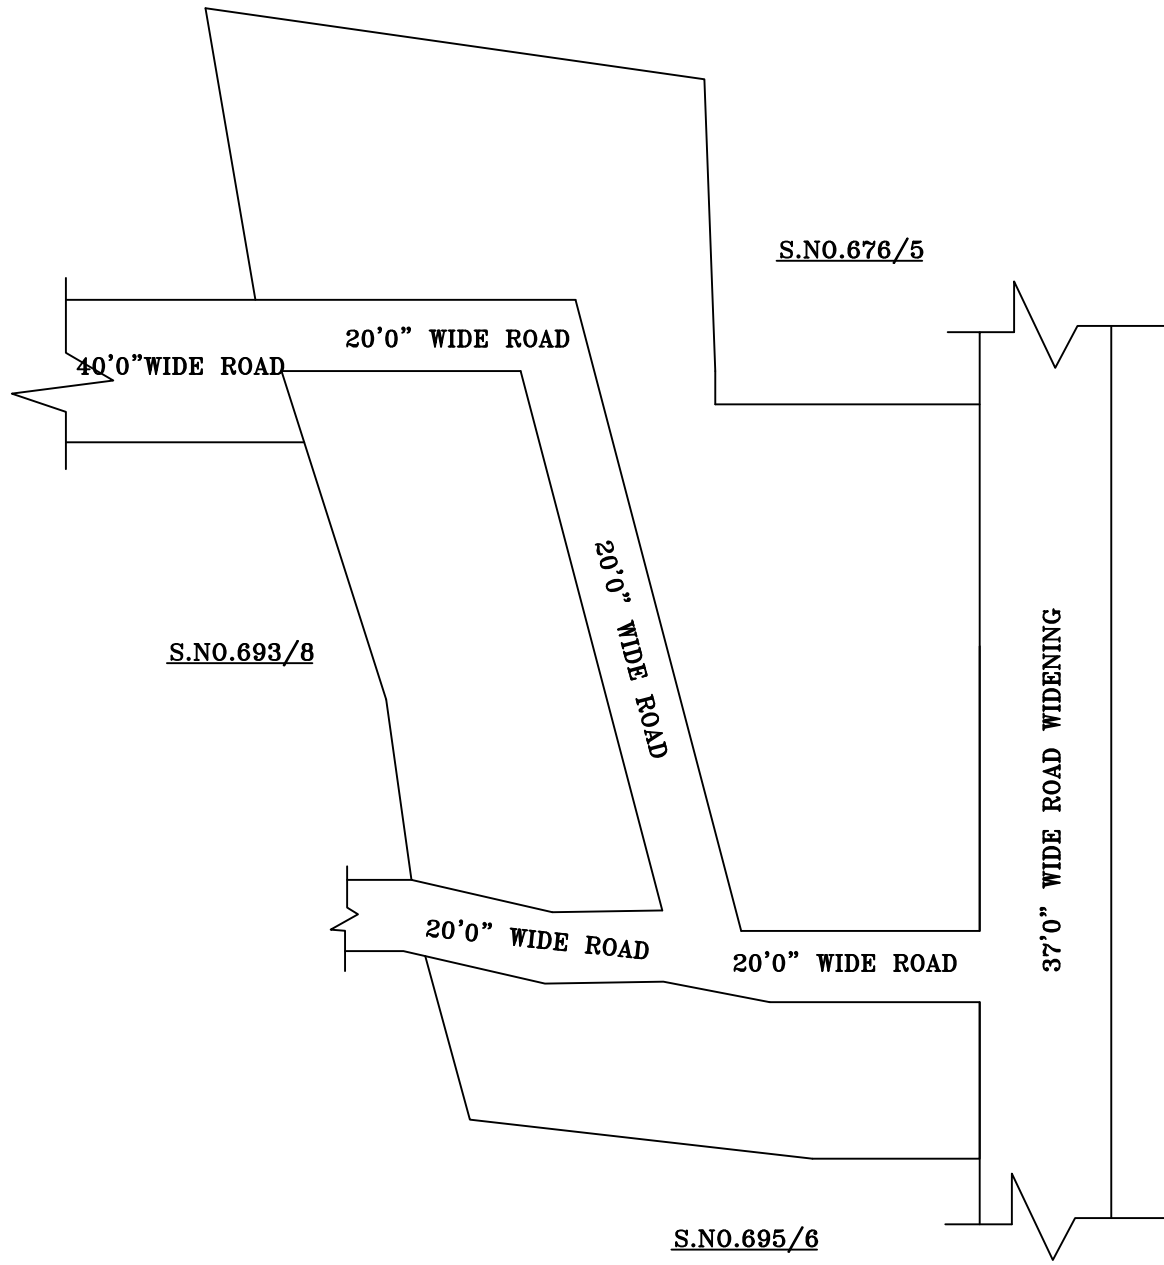 S.NO.676/5
20'0" WIDE ROAD
40'0"WIDE ROAD
20'0" WIDE ROAD
S.NO.693/8
37'0" WIDE ROAD WIDENING
20'0" WIDE ROAD
20'0" WIDE ROAD
S.NO.695/6